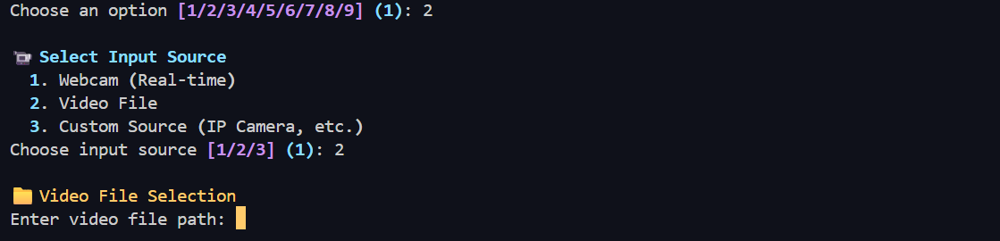 Choose an option [1/2/3/4/5/6/7/8/9] (1): 2
Select Input Source
1. Webcam (Real-time)
2. Video File
3. Custom Source (IP Camera, etc.)
Choose input source [1/2/3] (1): 2
Video File Selection
Enter video file path: